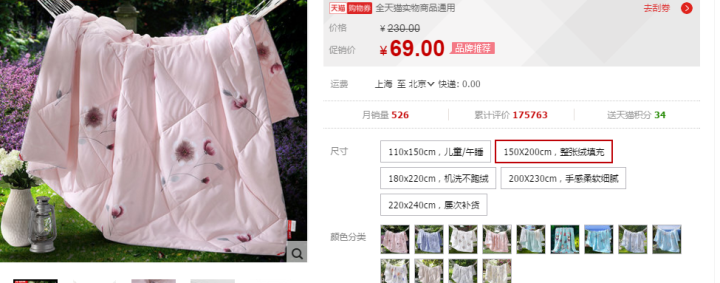 天猫 购物券 全天猫实物商品通用 去刮券
价格 ¥230.00
促销价 ¥69.00 品牌推荐
运费 上海 至 北京 快递: 0.00
月销量 526 累计评价 175763 送天猫积分 34
尺寸 110x150cm，儿童/午睡 150X200cm，整张绒填充
180x220cm，机洗不跑绒 200X230cm，手感柔软细腻
220x240cm，屡次补货
颜色分类